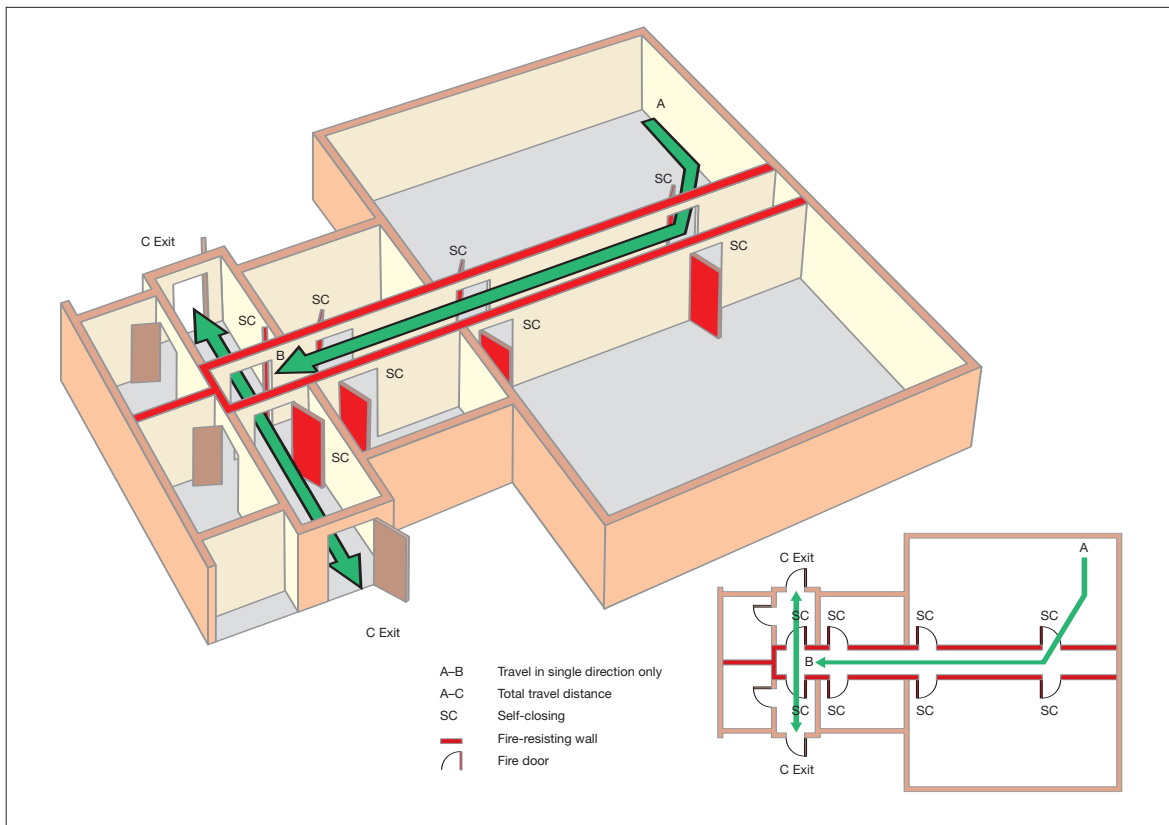 A
SC
C Exit
SC
SC
SC
SC
SC
B
SC
SC
C Exit
A–B Travel in single direction only
A–C Total travel distance
SC Self-closing
Fire-resisting wall
Fire door
A
C Exit
SC SC SC SC
B
SC SC SC SC
C Exit